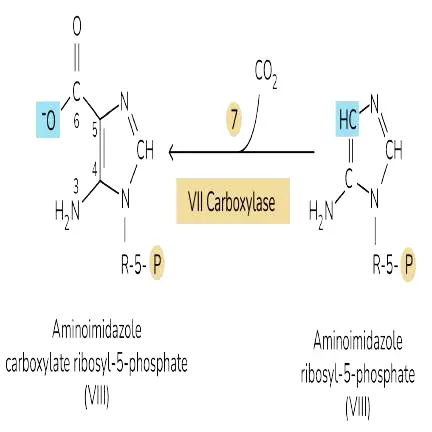 O
C
⁻O
6
5
N
CH
4
3
H₂N
N
R-5- P
CO₂
7
VII Carboxylase
HC
N
CH
C
H₂N
N
R-5- P
Aminoimidazole
carboxylate ribosyl-5-phosphate
(VIII)
Aminoimidazole
ribosyl-5-phosphate
(VIII)